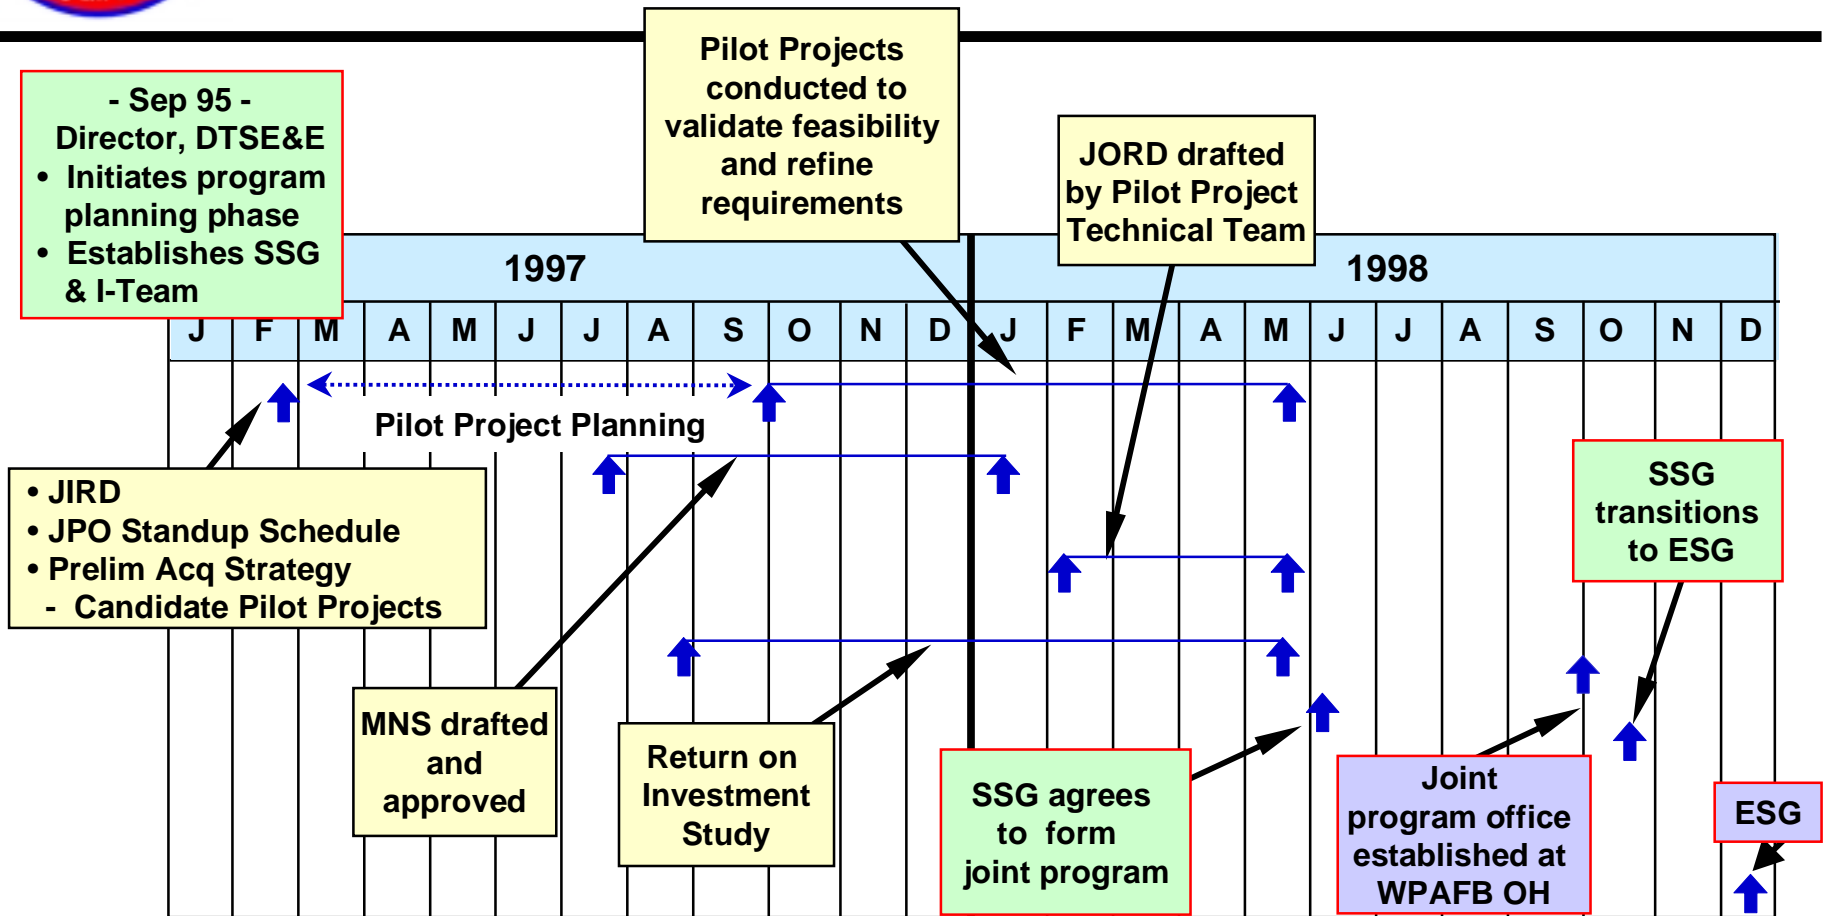 - Sep 95 -
Director, DTSE&E
• Initiates program
planning phase
• Establishes SSG
& I-Team
Pilot Projects
conducted to
validate feasibility
and refine
requirements
JORD drafted
by Pilot Project
Technical Team
1997
1998
J F M A M J J A S O N D J F M A M J J A S O N D
Pilot Project Planning
• JIRD
• JPO Standup Schedule
• Prelim Acq Strategy
- Candidate Pilot Projects
SSG
transitions
to ESG
MNS drafted
and
approved
Return on
Investment
Study
SSG agrees
to form
joint program
Joint
program office
established at
WPAFB OH
ESG